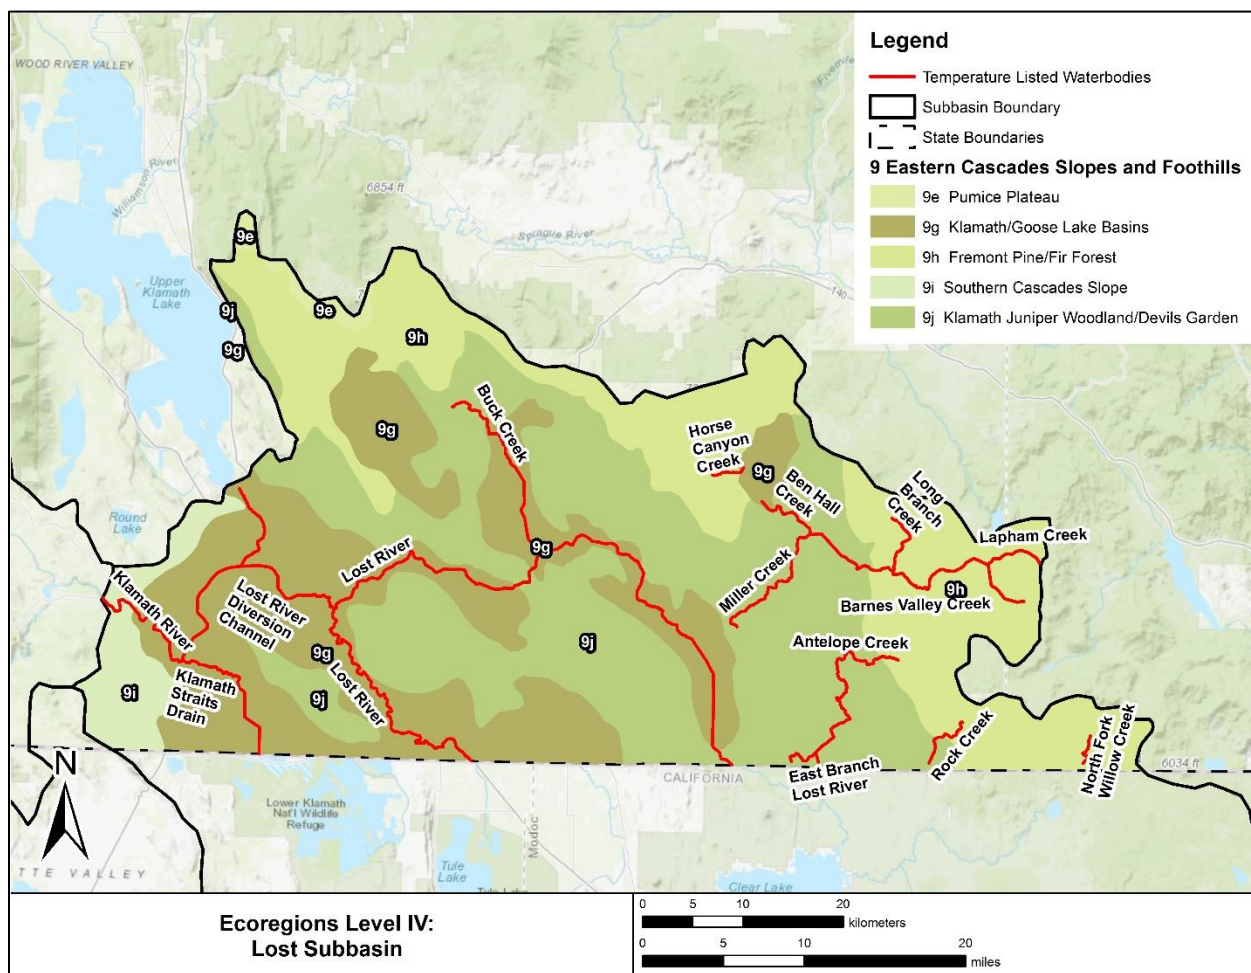 Legend
Temperature Listed Waterbodies
Subbasin Boundary
State Boundaries
9 Eastern Cascades Slopes and Foothills
9e Pumice Plateau
9g Klamath/Goose Lake Basins
9h Fremont Pine/Fir Forest
9i Southern Cascades Slope
9j Klamath Juniper Woodland/Devils Garden
WOOD RIVER VALLEY
Williamson River
6854 ft
Sprague River
140
9e
Upper
Klamath
Lake
9j
9e
9g
9h
Buck Creek
9g
Horse
Canyon
Creek
9g
Ben Hall
Creek
Long
Branch
Creek
Round
Lake
Lapham Creek
9g
Lost River
Klamath River
Lost River
Diversion
Channel
Miller Creek
9h
Barnes Valley Creek
9g
9j
Antelope Creek
Lost River
Klamath
Straits
Drain
9i
9j
Rock Creek
North Fork
Willow Creek
East Branch
Lost River
CALIFORNIA
6034 ft
N
Lower Klamath
Nat'l Wildlife
Refuge
Modoc
Tule
Lake
Clear Lake
TTE VALLEY
Ecoregions Level IV:
Lost Subbasin
0 5 10 20
kilometers
0 5 10 20
miles